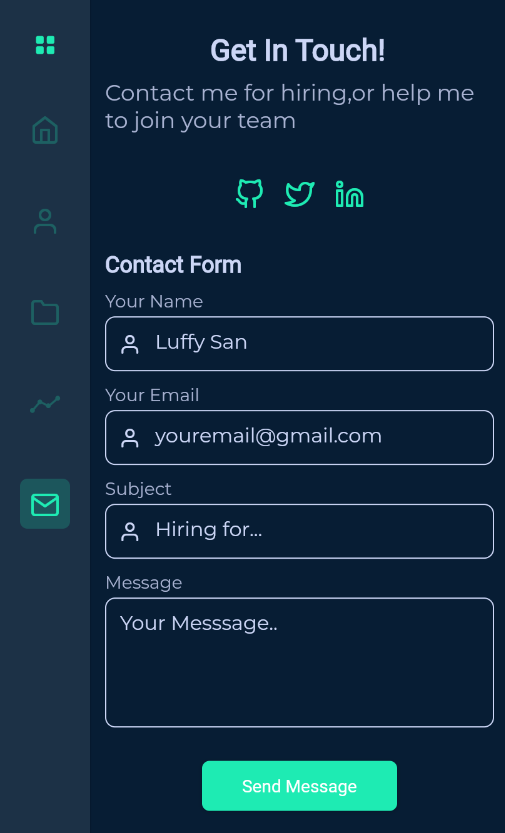 Get In Touch!
Contact me for hiring,or help me
to join your team
Contact Form
Your Name
Luffy San
Your Email
youremail@gmail.com
Subject
Hiring for...
Message
Your Messsage..
Send Message